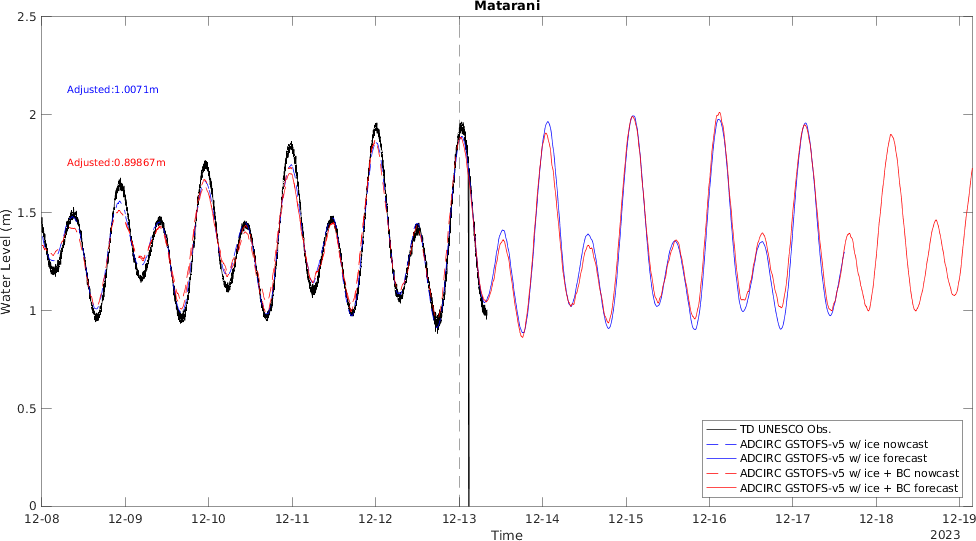 Matarani
2.5
2
1.5
1
0.5
0
Water Level (m)
Adjusted:1.0071m
Adjusted:0.89867m
TD UNESCO Obs.
ADCIRC GSTOFS-v5 w/ ice nowcast
ADCIRC GSTOFS-v5 w/ ice forecast
ADCIRC GSTOFS-v5 w/ ice + BC nowcast
ADCIRC GSTOFS-v5 w/ ice + BC forecast
12-08 12-09 12-10 12-11 12-12 12-13 12-14 12-15 12-16 12-17 12-18 12-19
Time
2023